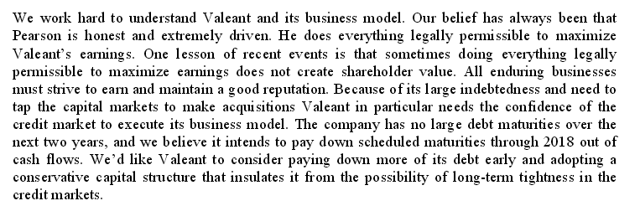 We work hard to understand Valeant and its business model. Our belief has always been that
Pearson is honest and extremely driven. He does everything legally permissible to maximize
Valeant's earnings. One lesson of recent events is that sometimes doing everything legally
permissible to maximize earnings does not create shareholder value. All enduring businesses
must strive to earn and maintain a good reputation. Because of its large indebtedness and need to
tap the capital markets to make acquisitions Valeant in particular needs the confidence of the
credit market to execute its business model. The company has no large debt maturities over the
next two years, and we believe it intends to pay down scheduled maturities through 2018 out of
cash flows. We'd like Valeant to consider paying down more of its debt early and adopting a
conservative capital structure that insulates it from the possibility of long-term tightness in the
credit markets.